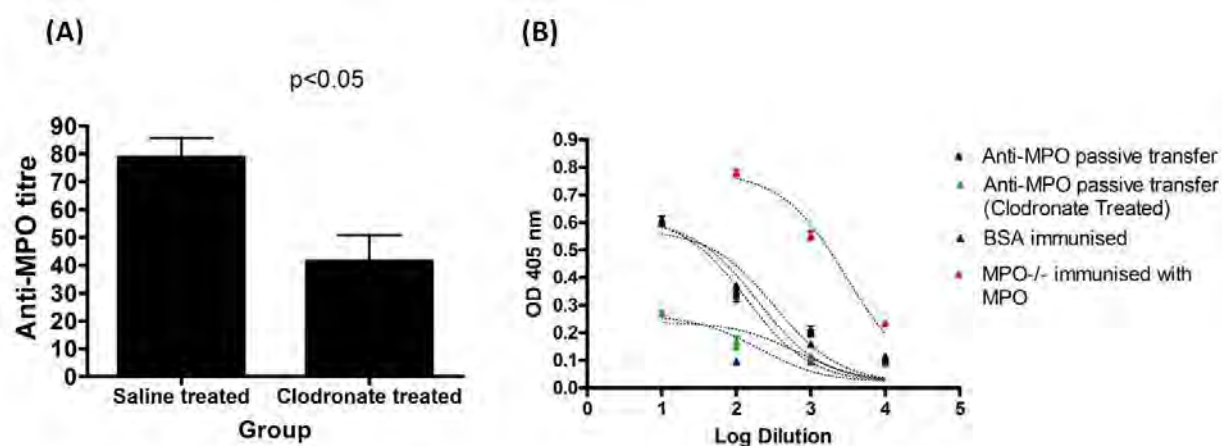 (A)
p<0.05
Anti-MPO titre
90
80
70
60
50
40
30
20
10
0
Saline treated Clodronate treated
Group
(B)
OD 405 nm
0.9
0.8
0.7
0.6
0.5
0.4
0.3
0.2
0.1
0.0
0 1 2 3 4 5
Log Dilution
Anti-MPO passive transfer
Anti-MPO passive transfer
(Clodronate Treated)
BSA immunised
MPO-/- immunised with
MPO